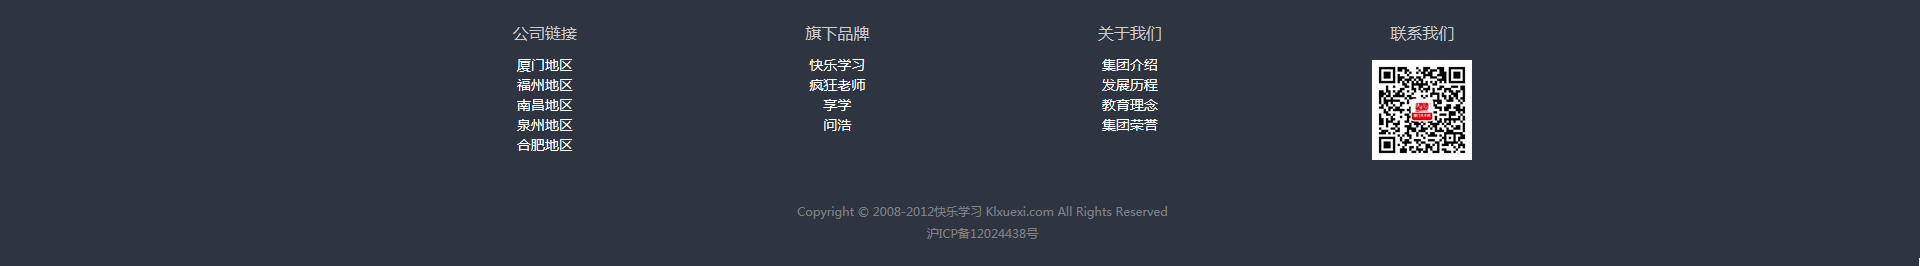 公司链接
厦门地区
福州地区
南昌地区
泉州地区
合肥地区
旗下品牌
快乐学习
疯狂老师
享学
问浩
关于我们
集团介绍
发展历程
教育理念
集团荣誉
联系我们
Copyright © 2008-2012快乐学习 Klxuexi.com All Rights Reserved
沪ICP备12024438号